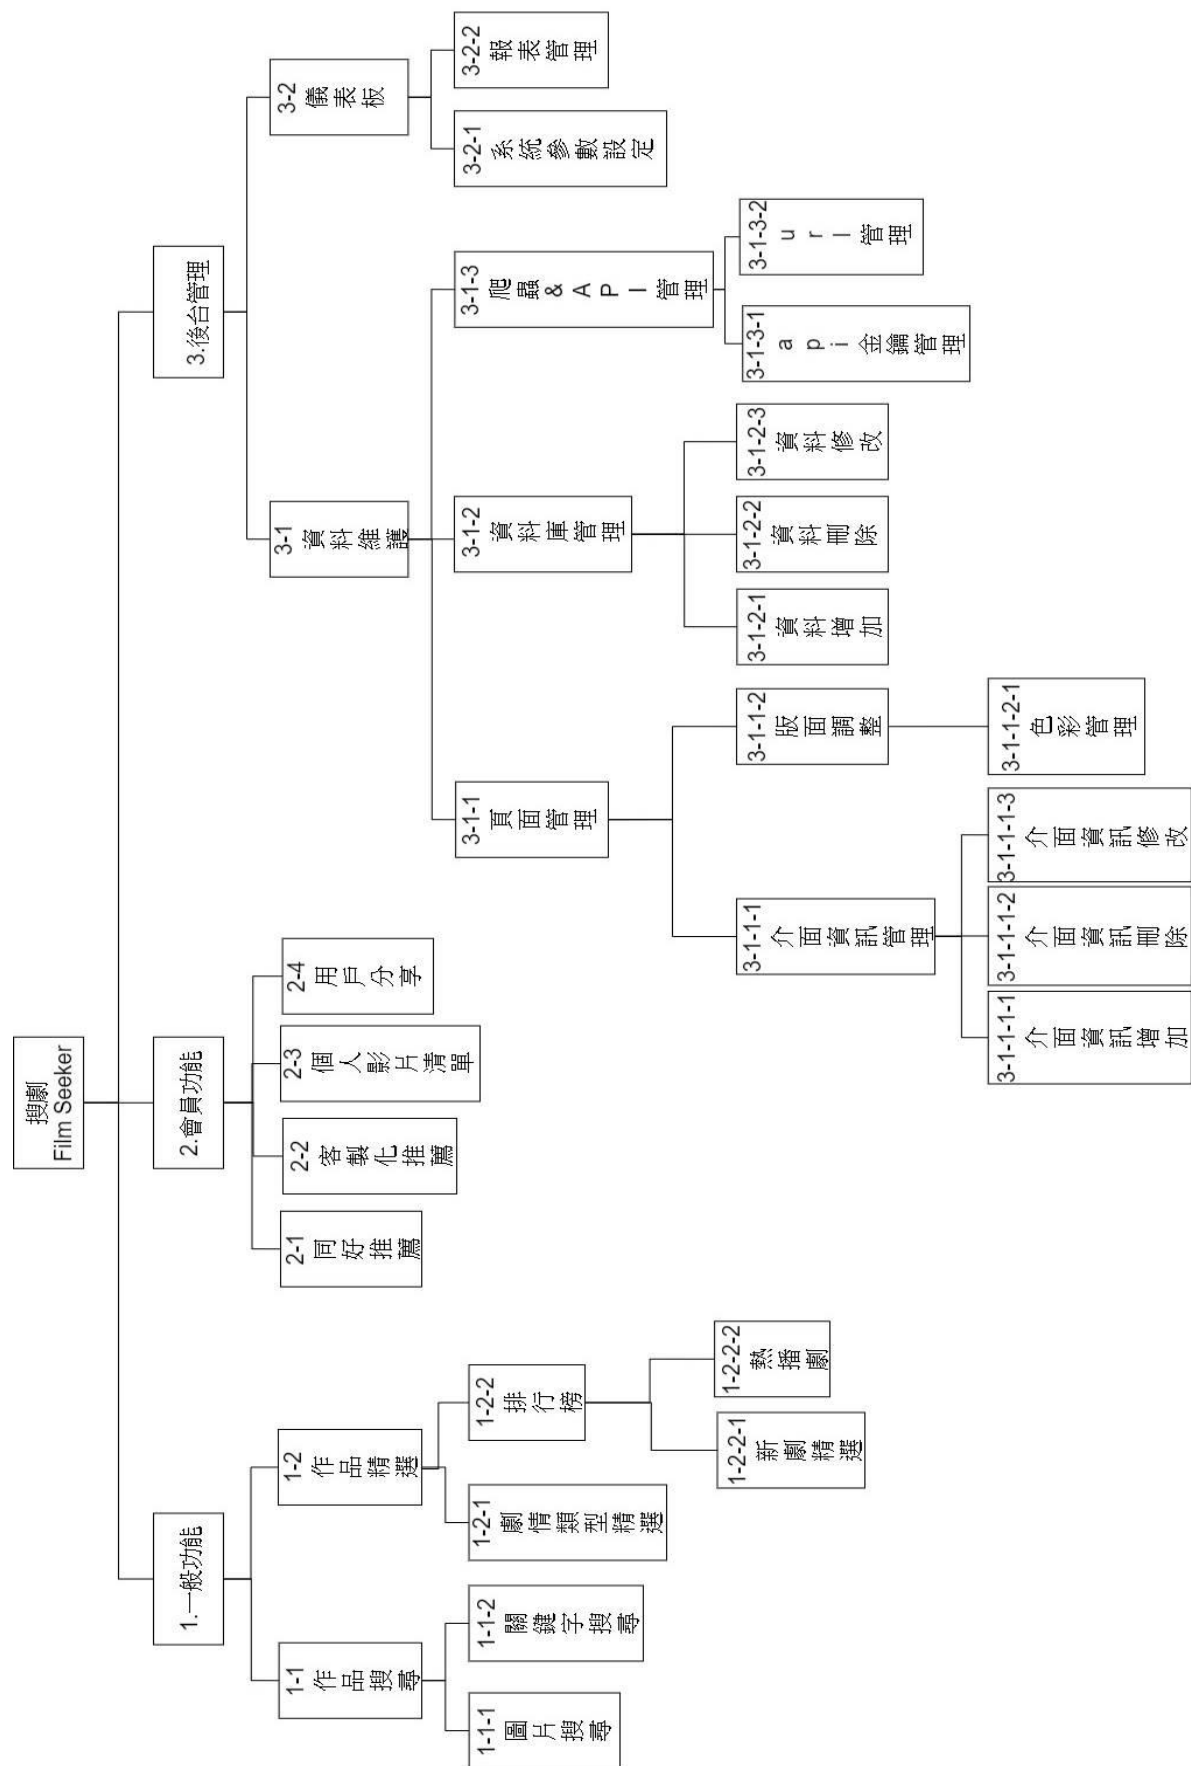 搜劇
Film Seeker
1.一般功能
2.會員功能
3.後台管理
1-1
作品搜尋
1-2
作品精選
2-1
同好推薦
2-2
客製化推薦
2-3
個人影片清單
2-4
用戶分享
3-1
資料維護
3-2
儀表板
1-1-1
圖片搜尋
1-1-2
關鍵字搜尋
1-2-1
劇情類型精選
1-2-2
排行榜
3-1-1
頁面管理
3-1-2
資料庫管理
3-1-3
爬蟲&API管理
3-2-1
系統參數設定
3-2-2
報表管理
1-2-2-1
新劇精選
1-2-2-2
熱播劇
3-1-1-1
介面資訊管理
3-1-1-2
版面調整
3-1-2-1
資料增加
3-1-2-2
資料刪除
3-1-2-3
資料修改
3-1-3-1
api金鑰管理
3-1-3-2
url管理
3-1-1-1-1
介面資訊增加
3-1-1-1-2
介面資訊刪除
3-1-1-1-3
介面資訊修改
3-1-1-2-1
色彩管理